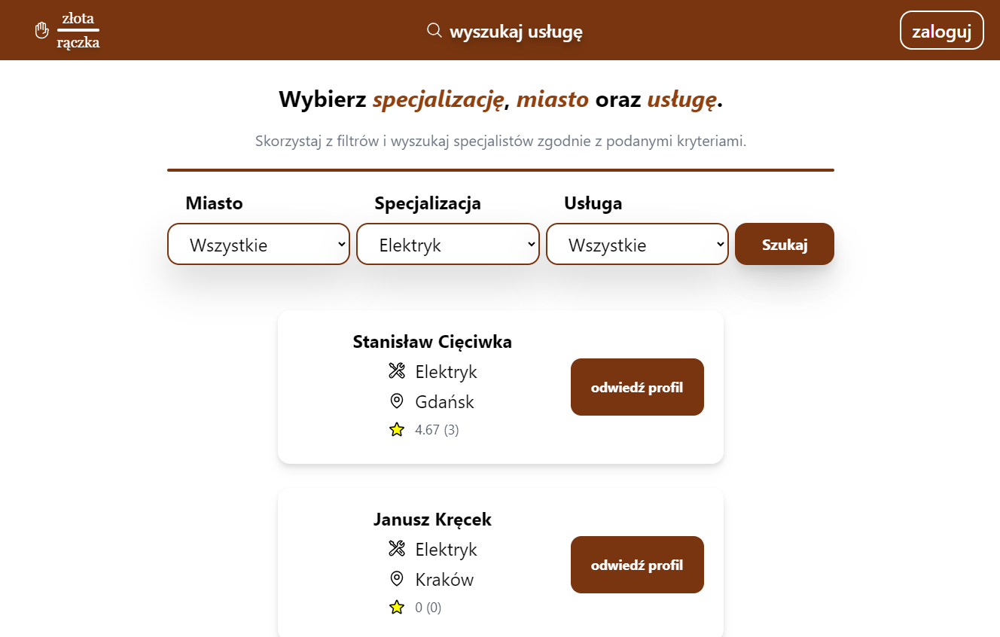 złota
rączka
wyszukaj usługę
zaloguj
Wybierz specjalizację, miasto oraz usługę.
Skorzystaj z filtrów i wyszukaj specjalistów zgodnie z podanymi kryteriami.
Miasto Specjalizacja Usługa
Wszystkie Elektryk Wszystkie Szukaj
Stanisław Cięciwka
Elektryk
odwiedź profil
Gdańsk
4.67 (3)
Janusz Kręcek
Elektryk
odwiedź profil
Kraków
0 (0)